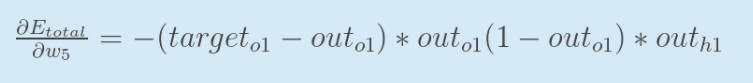 ∂E_total/∂w_5 = −(target_o1 − out_o1) * out_o1(1 − out_o1) * out_h1